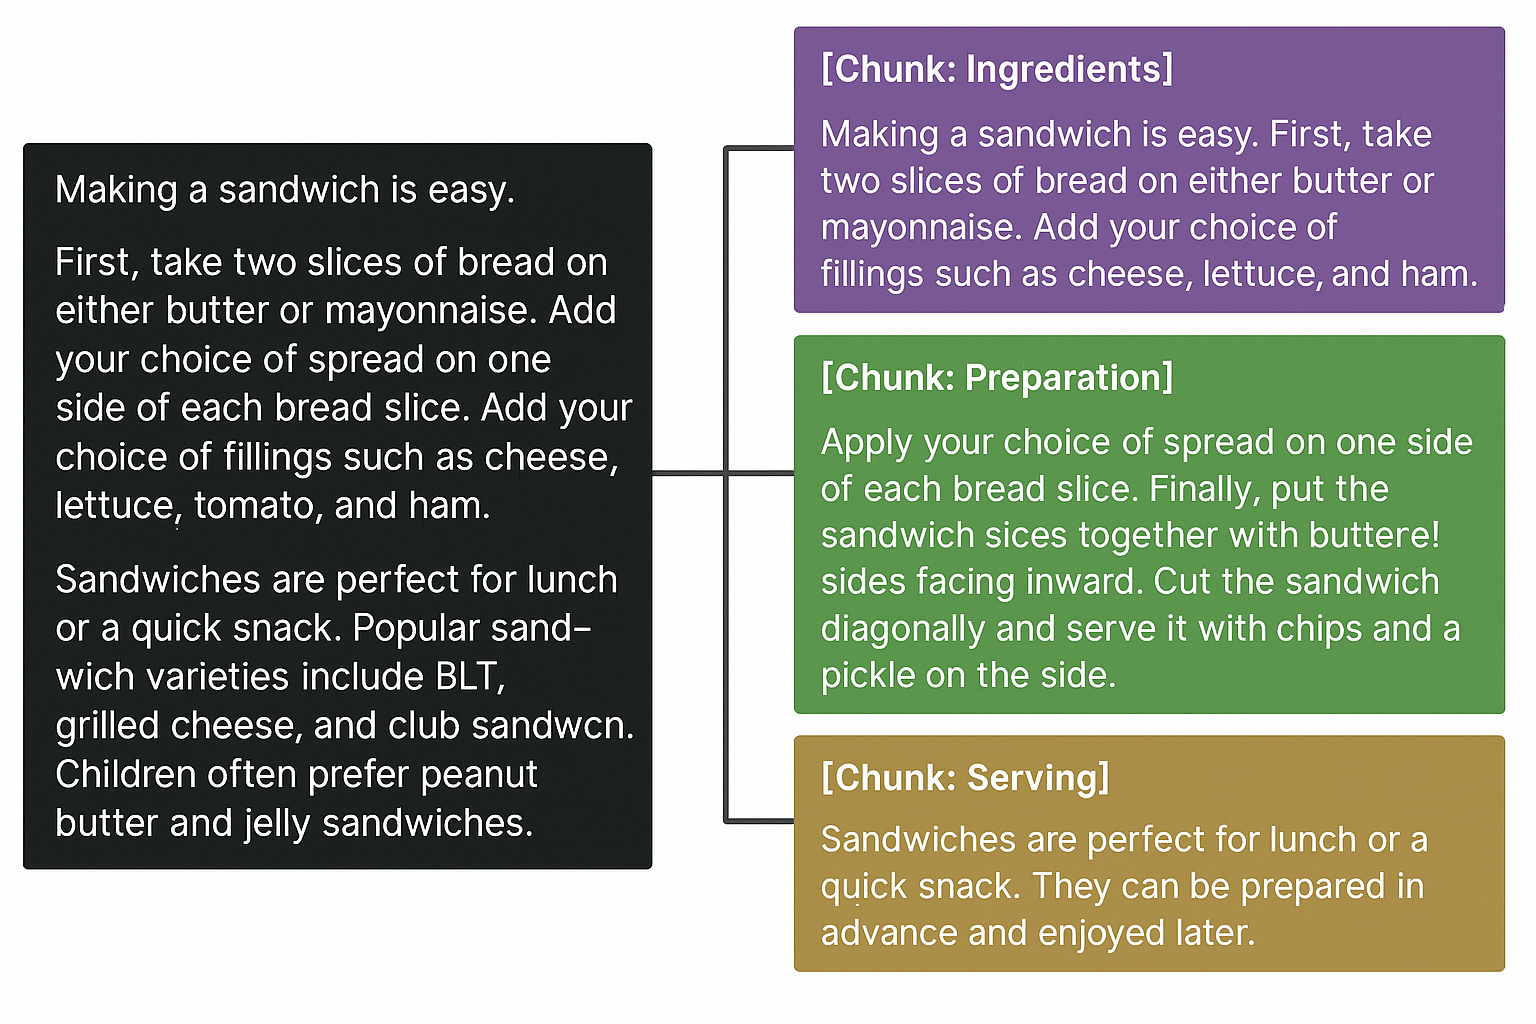 Making a sandwich is easy.
First, take two slices of bread on
either butter or mayonnaise. Add
your choice of spread on one
side of each bread slice. Add your
choice of fillings such as cheese,
lettuce, tomato, and ham.
Sandwiches are perfect for lunch
or a quick snack. Popular sand–
wich varieties include BLT,
grilled cheese, and club sandwcn.
Children often prefer peanut
butter and jelly sandwiches.
[Chunk: Ingredients]
Making a sandwich is easy. First, take
two slices of bread on either butter or
mayonnaise. Add your choice of
fillings such as cheese, lettuce, and ham.
[Chunk: Preparation]
Apply your choice of spread on one side
of each bread slice. Finally, put the
sandwich sices together with buttere!
sides facing inward. Cut the sandwich
diagonally and serve it with chips and a
pickle on the side.
[Chunk: Serving]
Sandwiches are perfect for lunch or a
quick snack. They can be prepared in
advance and enjoyed later.